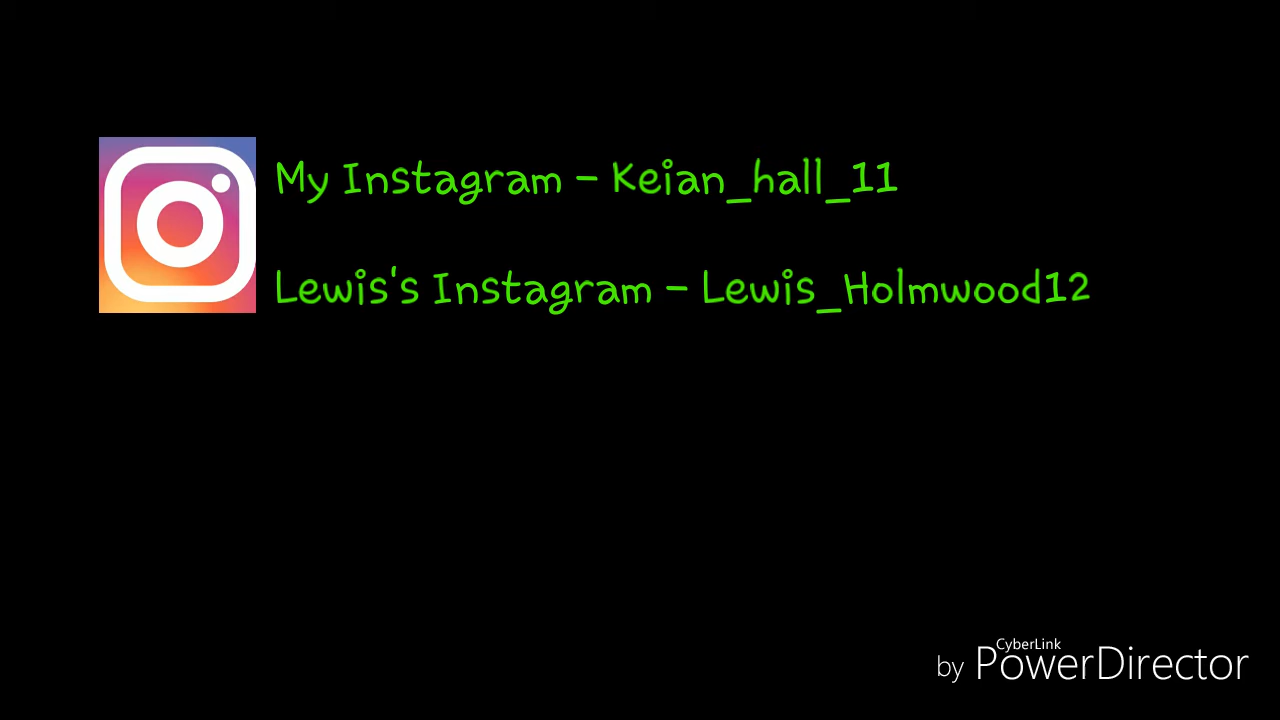 My Instagram - Keian_hall_11
Lewis's Instagram - Lewis_Holmwood12
CyberLink
by PowerDirector